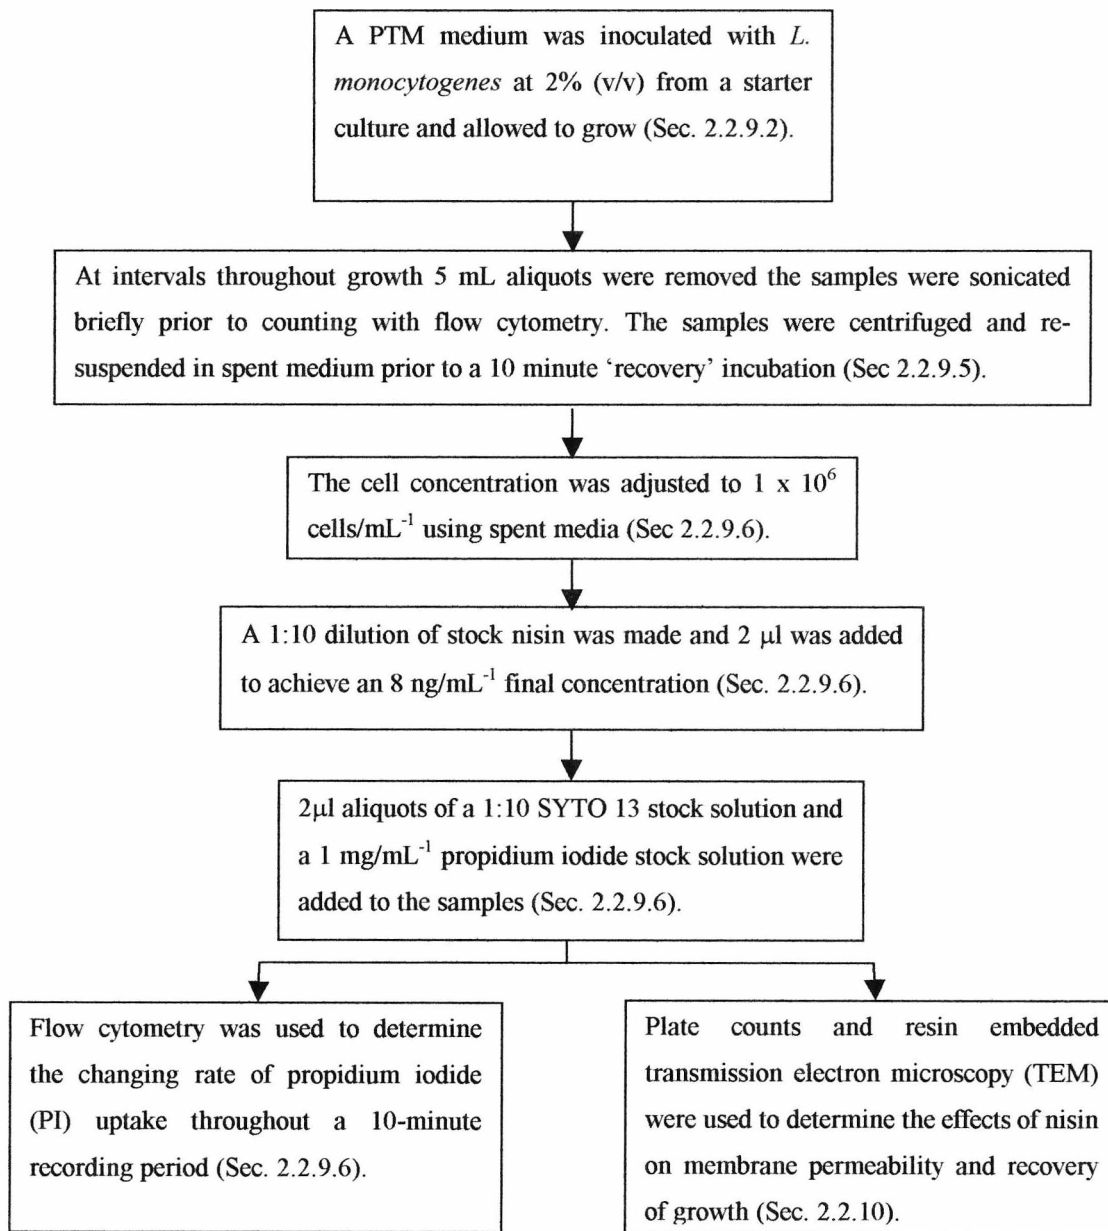 A PTM medium was inoculated with L.
monocytogenes at 2% (v/v) from a starter
culture and allowed to grow (Sec. 2.2.9.2).
At intervals throughout growth 5 mL aliquots were removed the samples were sonicated
briefly prior to counting with flow cytometry. The samples were centrifuged and re-
suspended in spent medium prior to a 10 minute ‘recovery’ incubation (Sec 2.2.9.5).
The cell concentration was adjusted to 1 x 10⁶
cells/mL⁻¹ using spent media (Sec 2.2.9.6).
A 1:10 dilution of stock nisin was made and 2 µl was added
to achieve an 8 ng/mL⁻¹ final concentration (Sec. 2.2.9.6).
2µl aliquots of a 1:10 SYTO 13 stock solution and
a 1 mg/mL⁻¹ propidium iodide stock solution were
added to the samples (Sec. 2.2.9.6).
Flow cytometry was used to determine
the changing rate of propidium iodide
(PI) uptake throughout a 10-minute
recording period (Sec. 2.2.9.6).
Plate counts and resin embedded
transmission electron microscopy (TEM)
were used to determine the effects of nisin
on membrane permeability and recovery
of growth (Sec. 2.2.10).